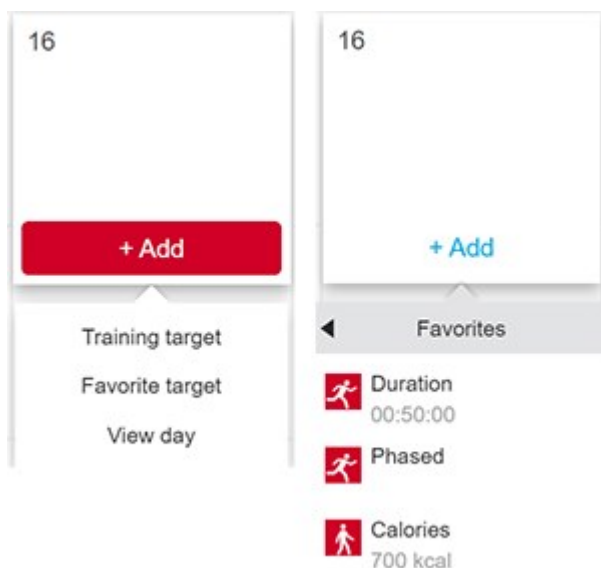 16
+ Add
Training target
Favorite target
View day
16
+ Add
Favorites
Duration
00:50:00
Phased
Calories
700 kcal